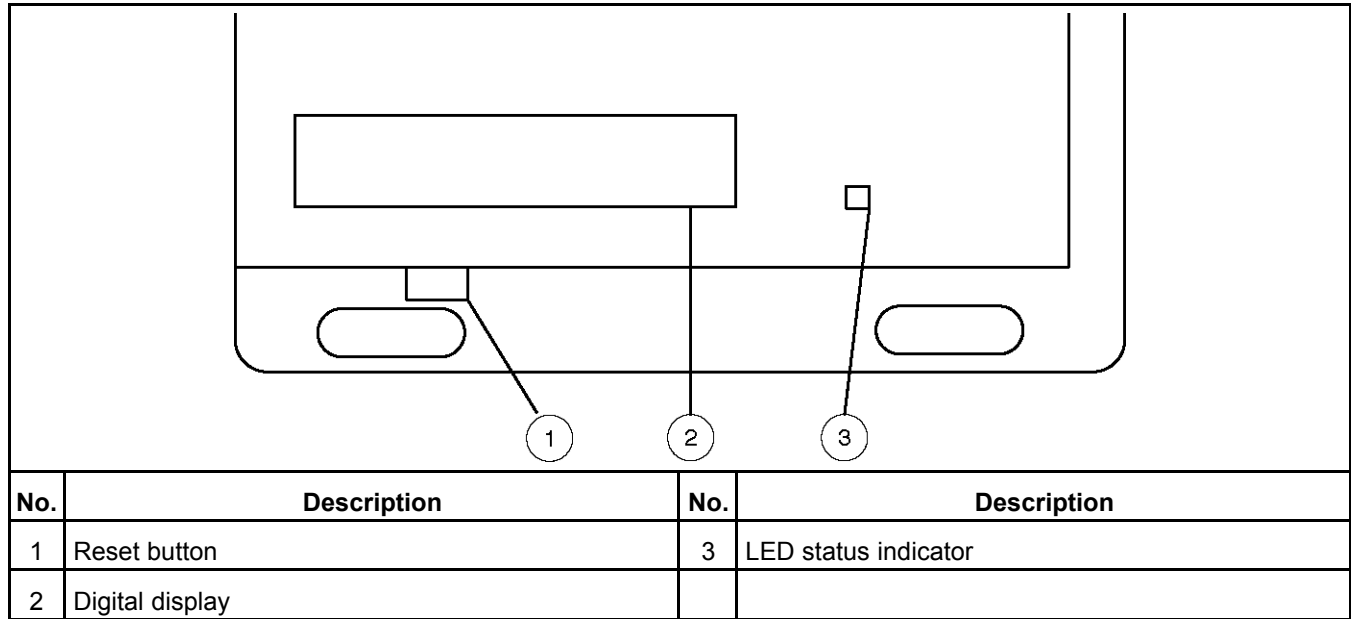 1 2 3
No. Description No. Description
1 Reset button 3 LED status indicator
2 Digital display